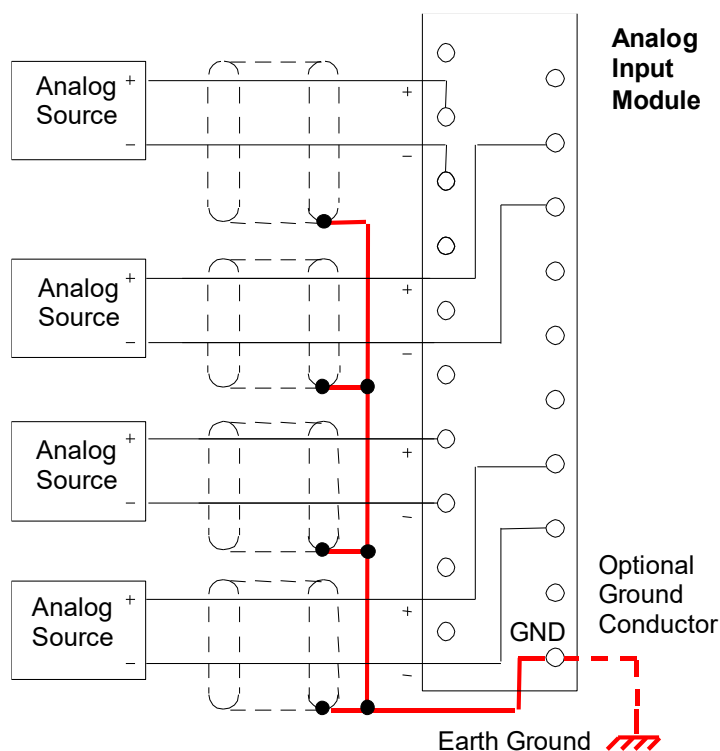 Analog
Input
Module
Analog
Source
+
−
+
−
Analog
Source
+
−
+
−
Analog
Source
+
−
+
−
Analog
Source
+
−
+
−
Optional
Ground
Conductor
GND
Earth Ground